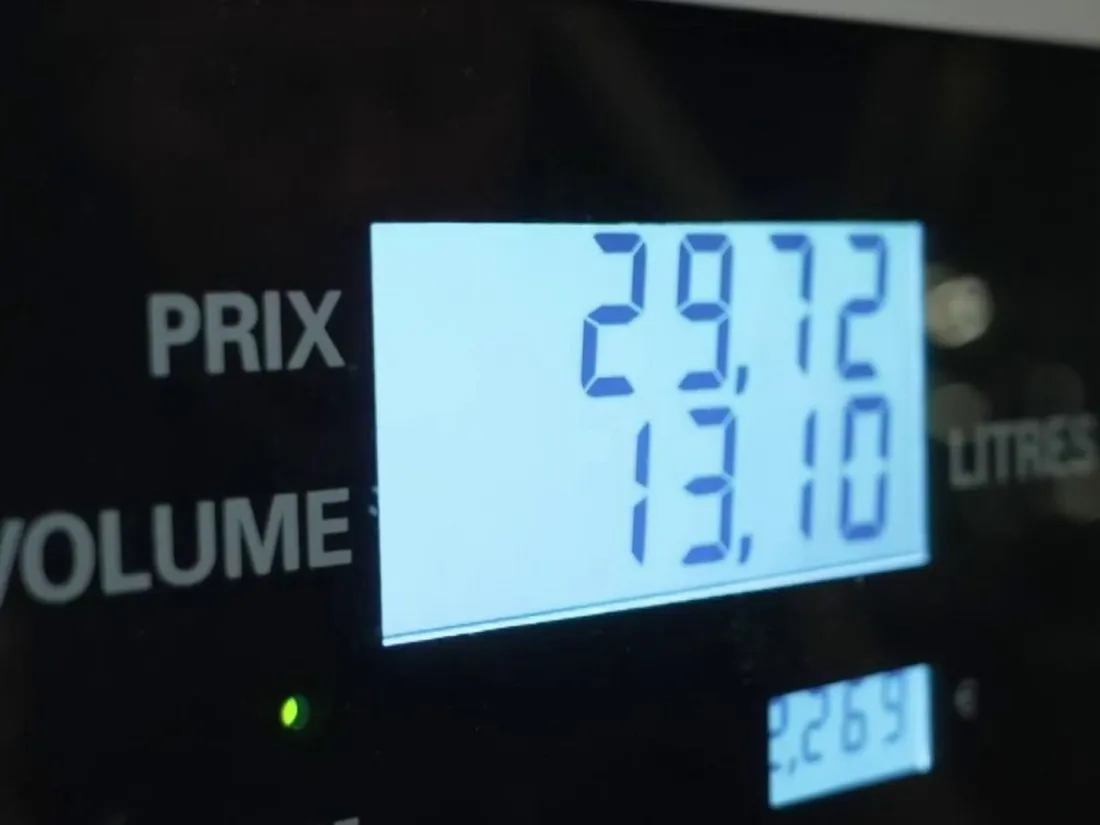 PRIX 29,72
VOLUME 13,10 LITRES
2,269 €